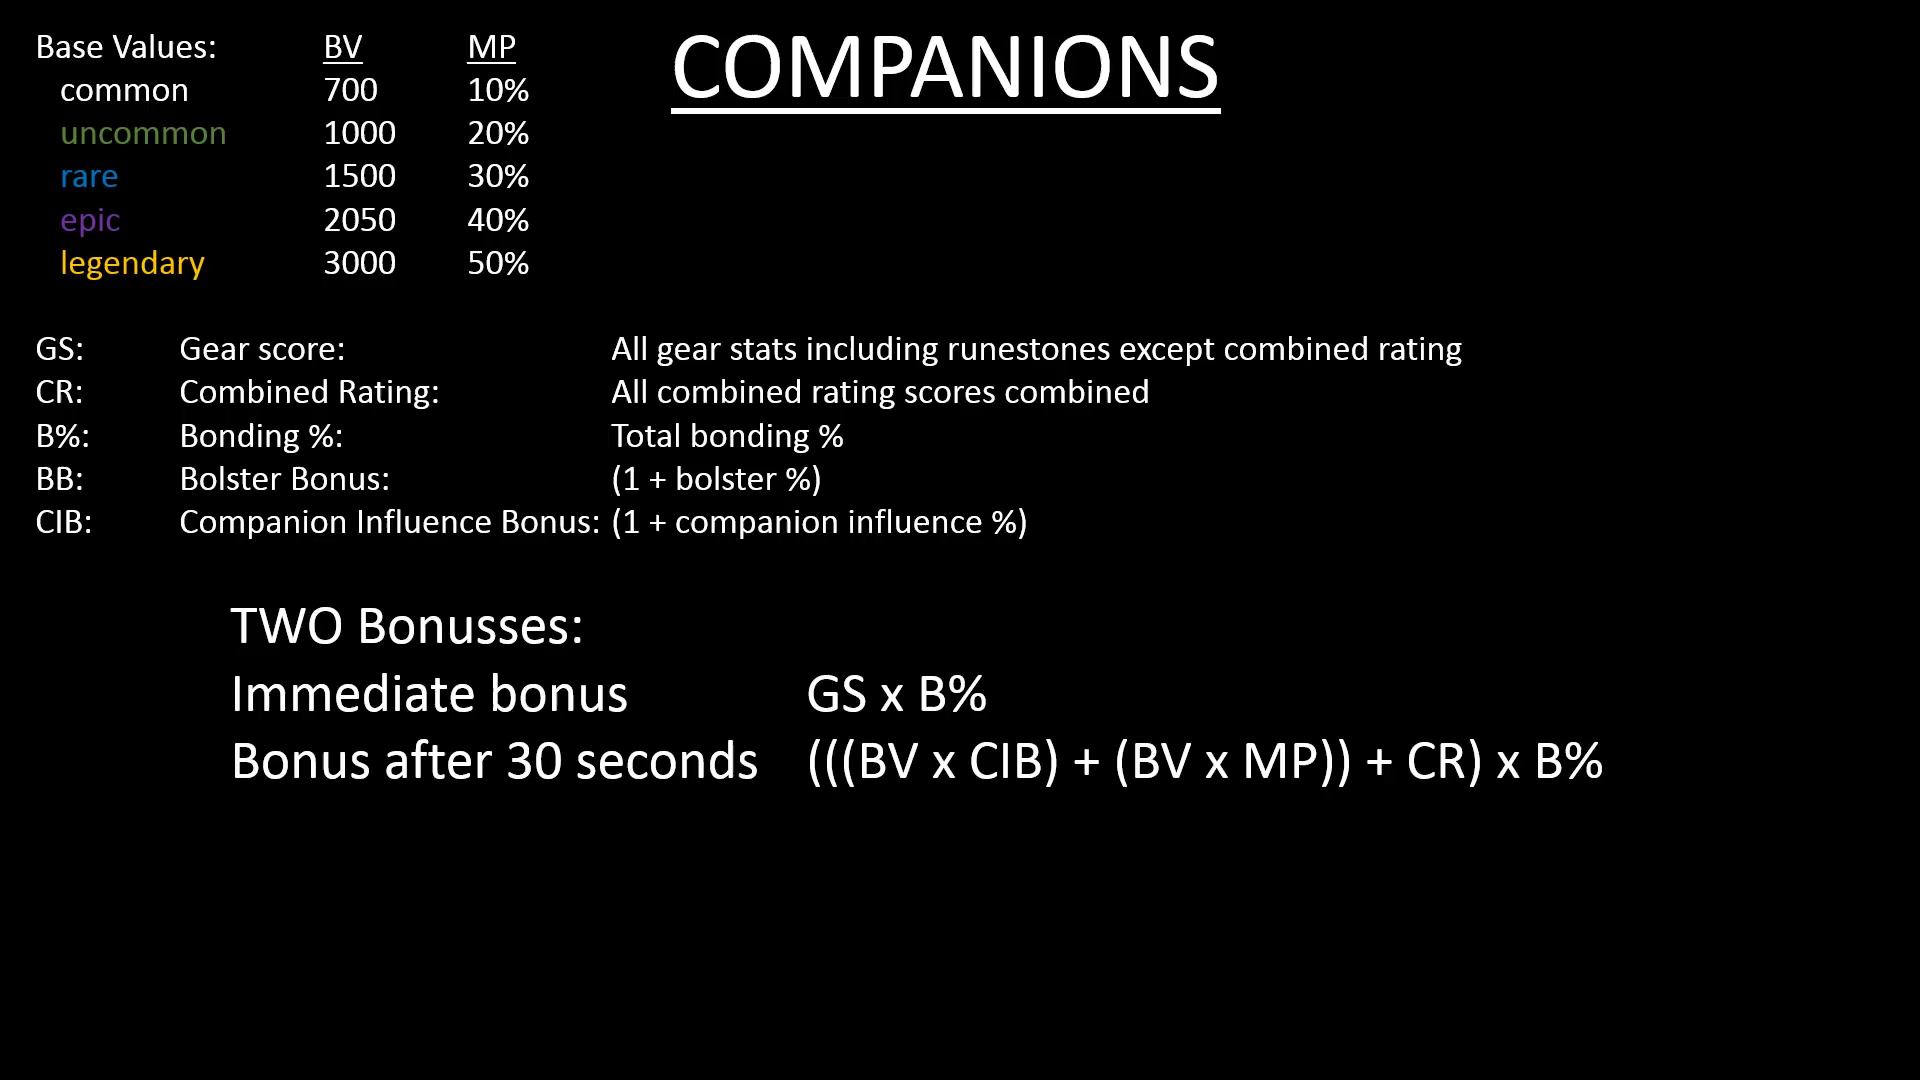 COMPANIONS
Base Values: BV MP
common 700 10%
uncommon 1000 20%
rare 1500 30%
epic 2050 40%
legendary 3000 50%
GS: Gear score: All gear stats including runestones except combined rating
CR: Combined Rating: All combined rating scores combined
B%: Bonding %: Total bonding %
BB: Bolster Bonus: (1 + bolster %)
CIB: Companion Influence Bonus: (1 + companion influence %)
TWO Bonusses:
Immediate bonus GS x B%
Bonus after 30 seconds (((BV x CIB) + (BV x MP)) + CR) x B%